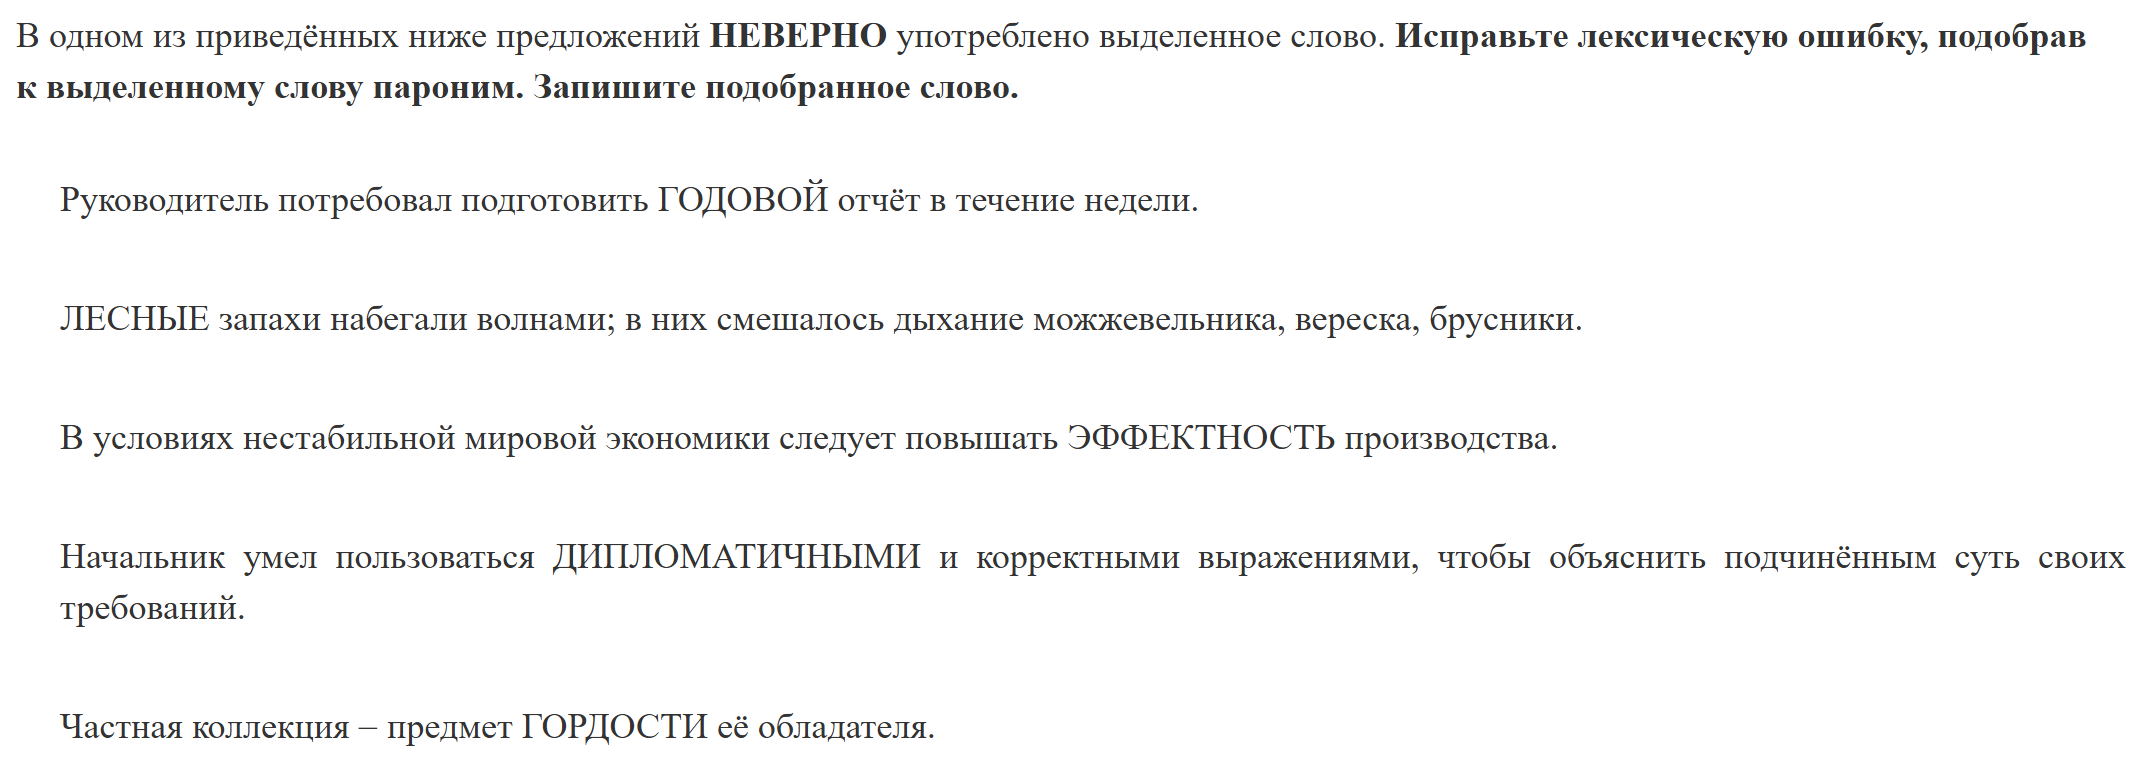 В одном из приведённых ниже предложений НЕВЕРНО употреблено выделенное слово. Исправьте лексическую ошибку, подобрав
к выделенному слову пароним. Запишите подобранное слово.
Руководитель потребовал подготовить ГОДОВОЙ отчёт в течение недели.
ЛЕСНЫЕ запахи набегали волнами; в них смешалось дыхание можжевельника, вереска, брусники.
В условиях нестабильной мировой экономики следует повышать ЭФФЕКТНОСТЬ производства.
Начальник умел пользоваться ДИПЛОМАТИЧНЫМИ и корректными выражениями, чтобы объяснить подчинённым суть своих
требований.
Частная коллекция – предмет ГОРДОСТИ её обладателя.